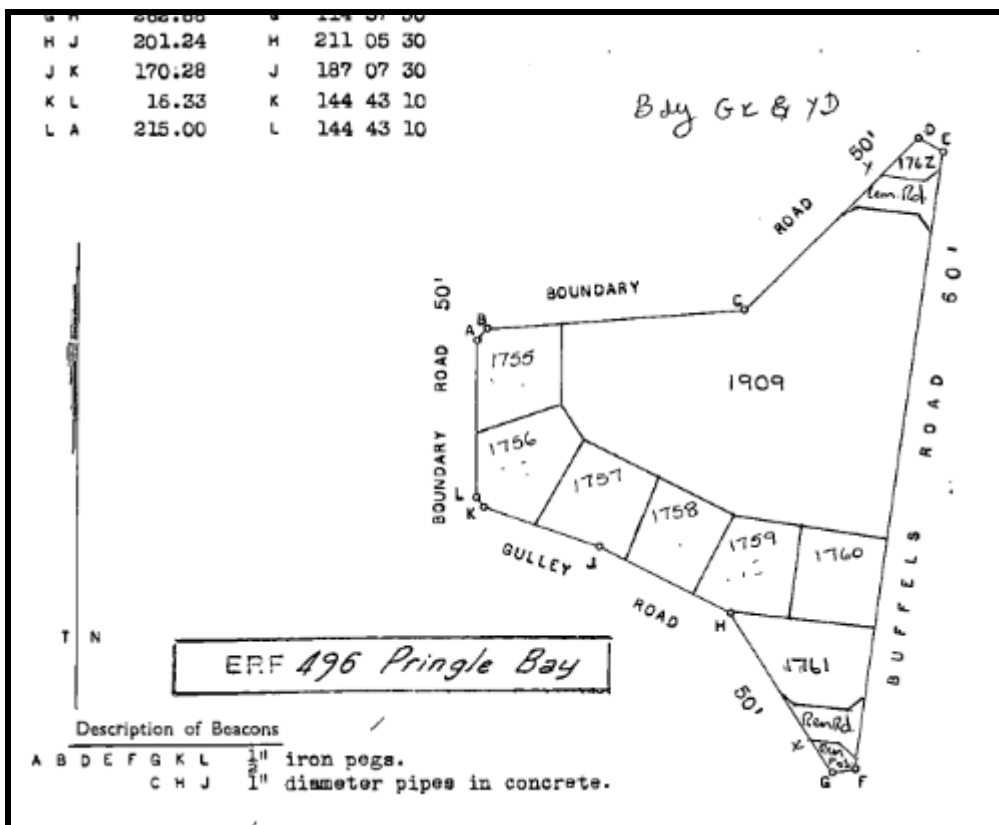 H J 201.24 H 211 05 30
J K 170.28 J 187 07 30
K L 16.33 K 144 43 10
L A 215.00 L 144 43 10
Bdy Gx & YD
D
E
50'
Y
1762
Rem. Rd.
ROAD
BOUNDARY
C
50'
B
A
1755
ROAD
1909
60'
ROAD
BUFFELS
BOUNDARY
1756
1757
1758
1759
1760
L
K
GULLEY
J
ROAD
H
1761
50'
Rem Rd
X
G
F
T N
ERF 496 Pringle Bay
Description of Beacons
A B D E F G K L ½" iron pegs.
C H J 1" diameter pipes in concrete.